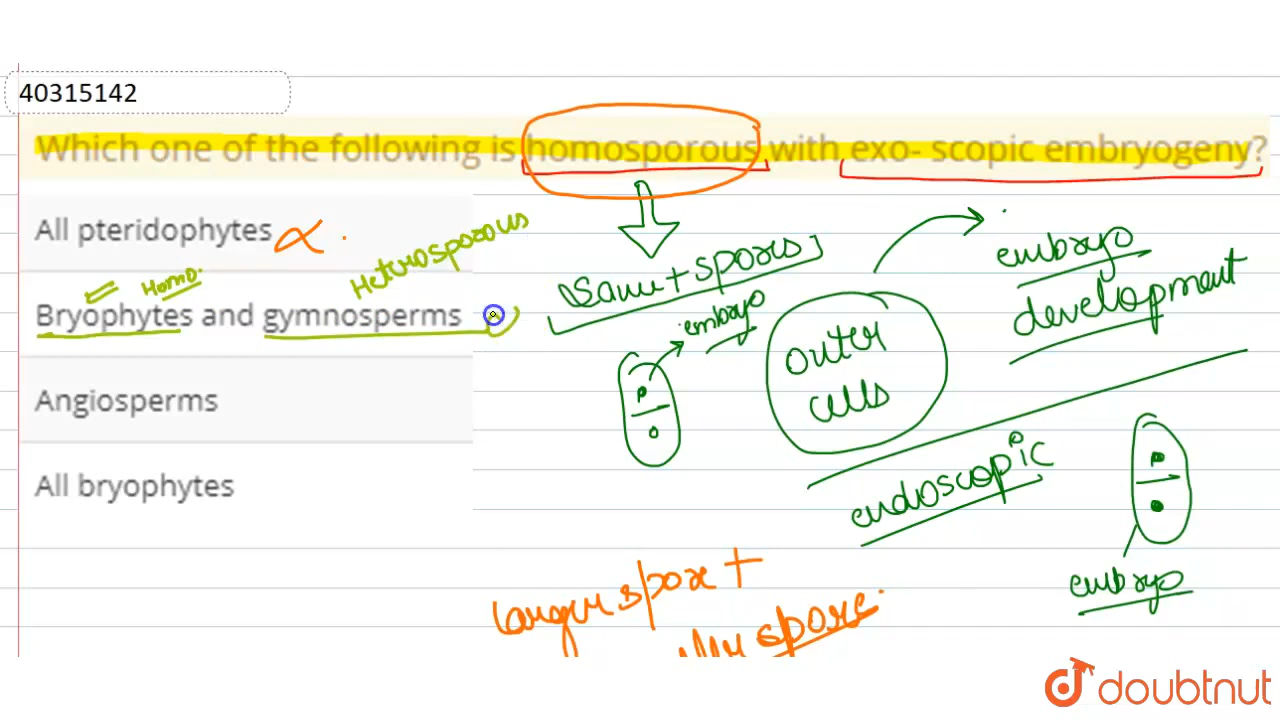 40315142
Which one of the following is homosporous with exo- scopic embryogeny?
All pteridophytes
Homo.
Heterosporous
Bryophytes and gymnosperms
Angiosperms
All bryophytes
Same + spores
embryo
outer
cells
embryo
development
endoscopic
embryo
larger spore +
spore.
doubtnut